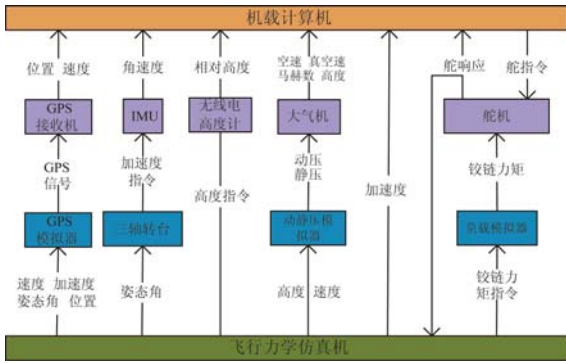 机载计算机
位置 速度
角速度
相对高度
空速 真空速
马赫数 高度
舵响应
舵指令
GPS
接收机
IMU
无线电
高度计
大气机
舵机
GPS
信号
加速度
指令
高度指令
动压
静压
加速度
铰链力矩
GPS
模拟器
三轴转台
动静压模
拟器
负载模拟器
速度 加速度
姿态角 位置
姿态角
高度 速度
铰链力
矩指令
飞行力学仿真机